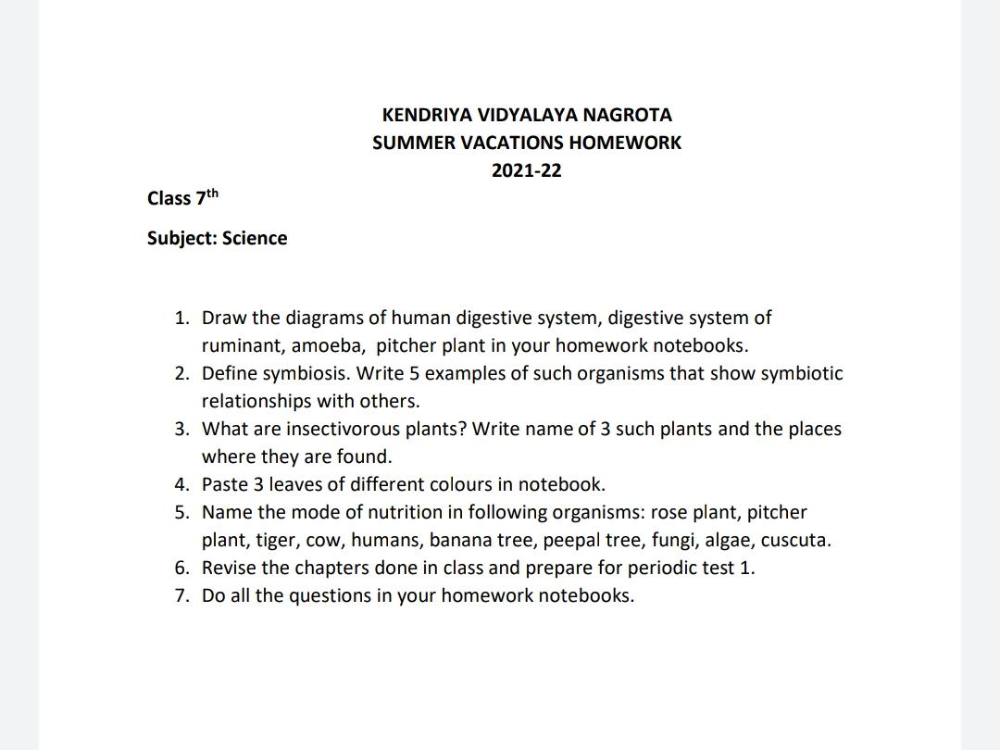 KENDRIYA VIDYALAYA NAGROTA
SUMMER VACATIONS HOMEWORK
2021-22
Class 7th
Subject: Science
1. Draw the diagrams of human digestive system, digestive system of
ruminant, amoeba,  pitcher plant in your homework notebooks.
2. Define symbiosis. Write 5 examples of such organisms that show symbiotic
relationships with others.
3. What are insectivorous plants? Write name of 3 such plants and the places
where they are found.
4. Paste 3 leaves of different colours in notebook.
5. Name the mode of nutrition in following organisms: rose plant, pitcher
plant, tiger, cow, humans, banana tree, peepal tree, fungi, algae, cuscuta.
6. Revise the chapters done in class and prepare for periodic test 1.
7. Do all the questions in your homework notebooks.